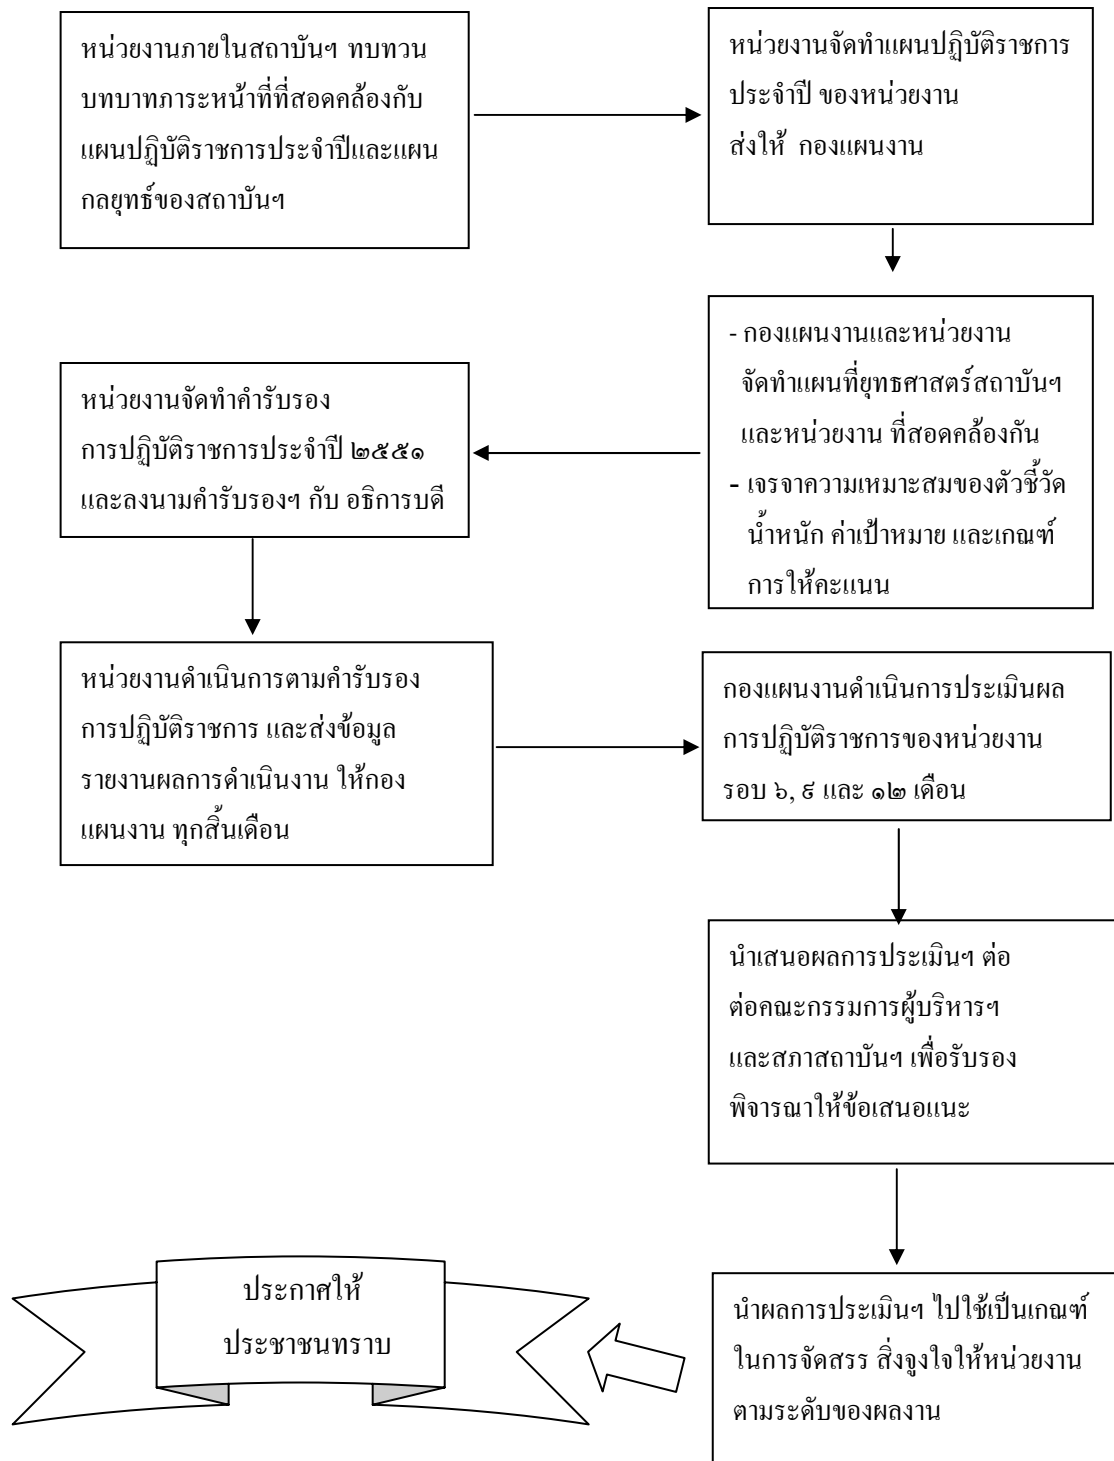 หน่วยงานภายในสถาบันฯ ทบทวน
บทบาทภาระหน้าที่ที่สอดคล้องกับ
แผนปฏิบัติราชการประจำปีและแผน
กลยุทธ์ของสถาบันฯ
หน่วยงานจัดทำแผนปฏิบัติราชการ
ประจำปี ของหน่วยงาน
ส่งให้ กองแผนงาน
- กองแผนงานและหน่วยงาน
จัดทำแผนที่ยุทธศาสตร์สถาบันฯ
และหน่วยงาน ที่สอดคล้องกัน
- เจรจาความเหมาะสมของตัวชี้วัด
น้ำหนัก ค่าเป้าหมาย และเกณฑ์
การให้คะแนน
หน่วยงานจัดทำคำรับรอง
การปฏิบัติราชการประจำปี ๒๕๕๑
และลงนามคำรับรองฯ กับ อธิการบดี
หน่วยงานดำเนินการตามคำรับรอง
การปฏิบัติราชการ และส่งข้อมูล
รายงานผลการดำเนินงาน ให้กอง
แผนงาน ทุกสิ้นเดือน
กองแผนงานดำเนินการประเมินผล
การปฏิบัติราชการของหน่วยงาน
รอบ ๖, ๙ และ ๑๒ เดือน
นำเสนอผลการประเมินฯ ต่อ
ต่อคณะกรรมการผู้บริหารฯ
และสภาสถาบันฯ เพื่อรับรอง
พิจารณาให้ข้อเสนอแนะ
นำผลการประเมินฯ ไปใช้เป็นเกณฑ์
ในการจัดสรร สิ่งจูงใจให้หน่วยงาน
ตามระดับของผลงาน
ประกาศให้
ประชาชนทราบ